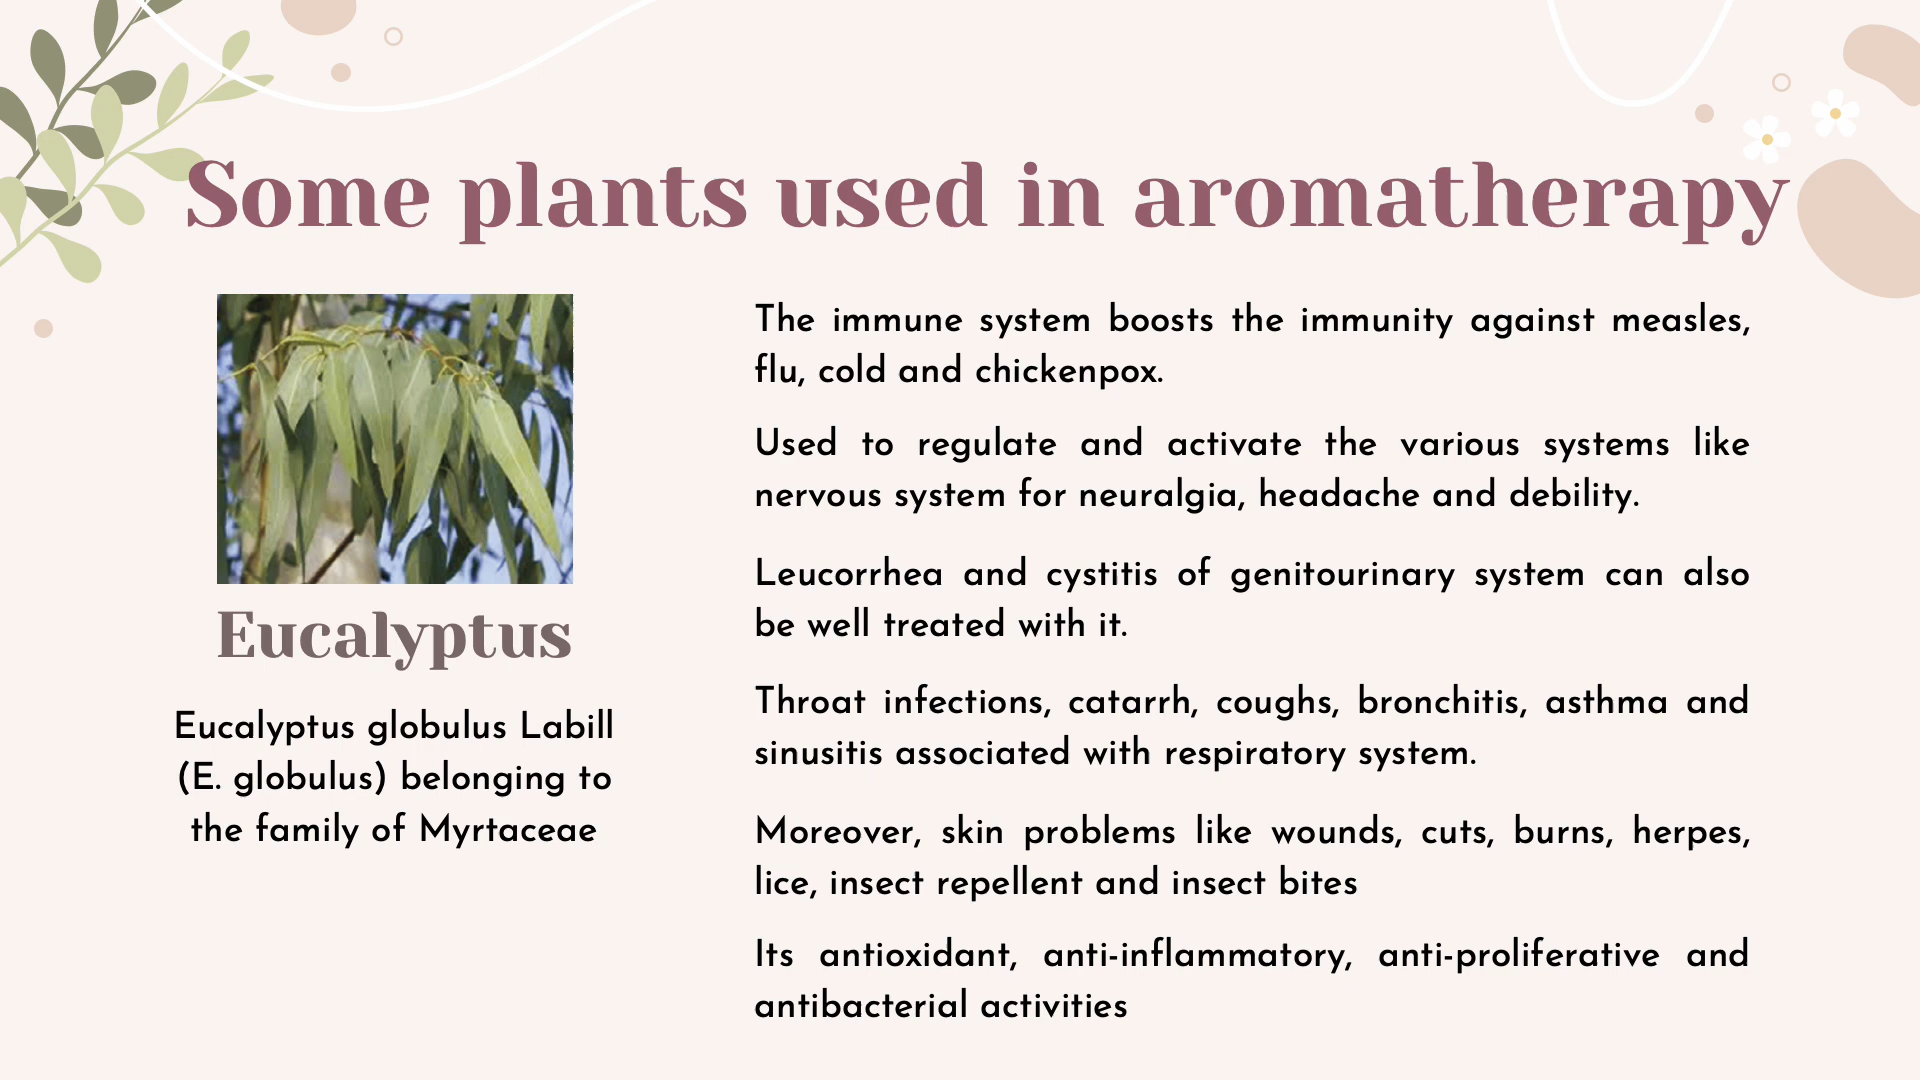 Some plants used in aromatherapy
Eucalyptus
Eucalyptus globulus Labill
(E. globulus) belonging to
the family of Myrtaceae
The immune system boosts the immunity against measles,
flu, cold and chickenpox.
Used to regulate and activate the various systems like
nervous system for neuralgia, headache and debility.
Leucorrhea and cystitis of genitourinary system can also
be well treated with it.
Throat infections, catarrh, coughs, bronchitis, asthma and
sinusitis associated with respiratory system.
Moreover, skin problems like wounds, cuts, burns, herpes,
lice, insect repellent and insect bites
Its antioxidant, anti-inflammatory, anti-proliferative and
antibacterial activities